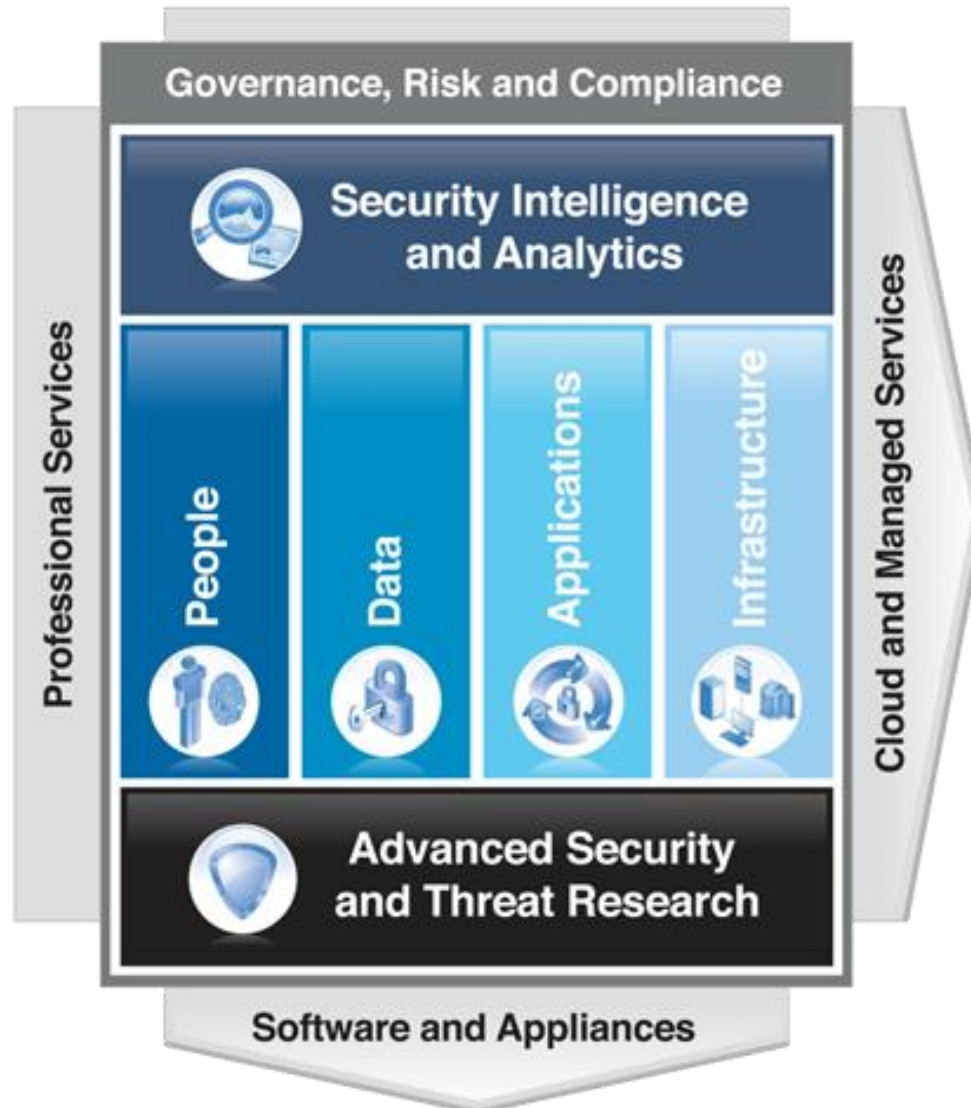 Governance, Risk and Compliance
Security Intelligence
and Analytics
Professional Services
People
Data
Applications
Infrastructure
Cloud and Managed Services
Advanced Security
and Threat Research
Software and Appliances